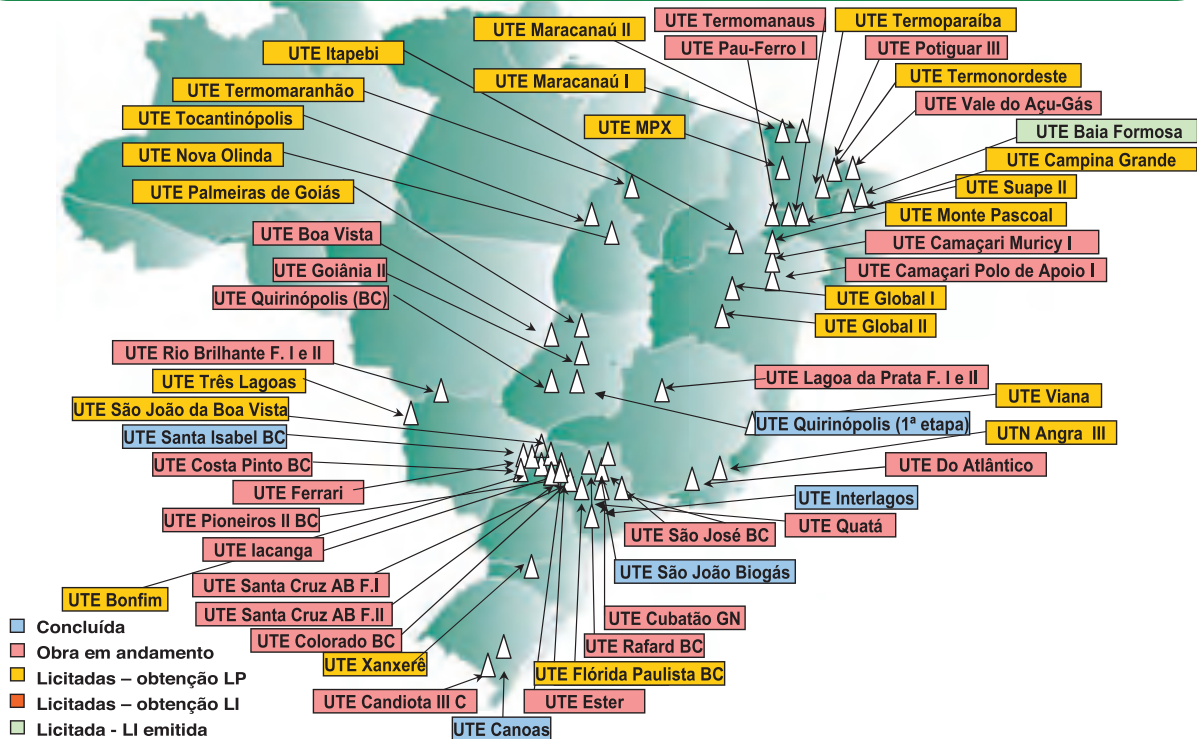 UTE Termomanaus
UTE Termoparaíba
UTE Maracanaú II
UTE Pau-Ferro I
UTE Potiguar III
UTE Itapebi
UTE Maracanaú I
UTE Termonordeste
UTE Termomaranhão
UTE Vale do Açu-Gás
UTE Tocantinópolis
UTE MPX
UTE Baia Formosa
UTE Nova Olinda
UTE Campina Grande
UTE Palmeiras de Goiás
UTE Suape II
UTE Monte Pascoal
UTE Boa Vista
UTE Camaçari Muricy I
UTE Goiânia II
UTE Camaçari Polo de Apoio I
UTE Quirinópolis (BC)
UTE Global I
UTE Global II
UTE Rio Brilhante F. I e II
UTE Três Lagoas
UTE Lagoa da Prata F. I e II
UTE Viana
UTE São João da Boa Vista
UTE Quirinópolis (1ª etapa)
UTE Santa Isabel BC
UTN Angra III
UTE Costa Pinto BC
UTE Do Atlântico
UTE Ferrari
UTE Interlagos
UTE Pioneiros II BC
UTE Quatá
UTE São José BC
UTE Iacanga
UTE São João Biogás
UTE Santa Cruz AB F.I
UTE Bonfim
UTE Santa Cruz AB F.II
UTE Cubatão GN
UTE Colorado BC
UTE Rafard BC
UTE Xanxerê
UTE Flórida Paulista BC
UTE Candiota III C
UTE Ester
UTE Canoas
Concluída
Obra em andamento
Licitadas – obtenção LP
Licitadas – obtenção LI
Licitada - LI emitida